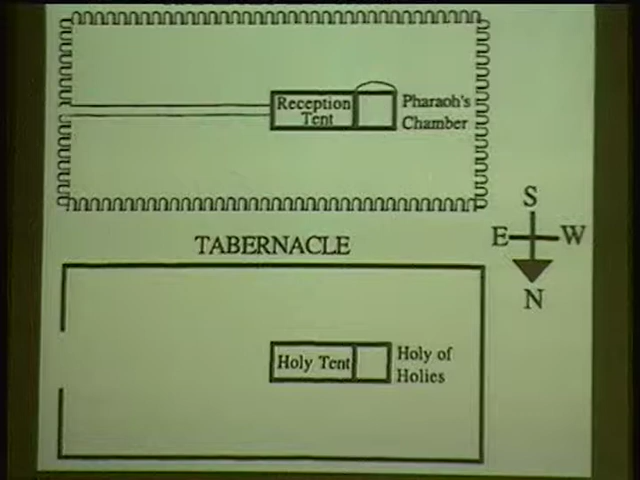 Reception
Tent
Pharaoh's
Chamber
S
E
W
N
TABERNACLE
Holy Tent
Holy of
Holies